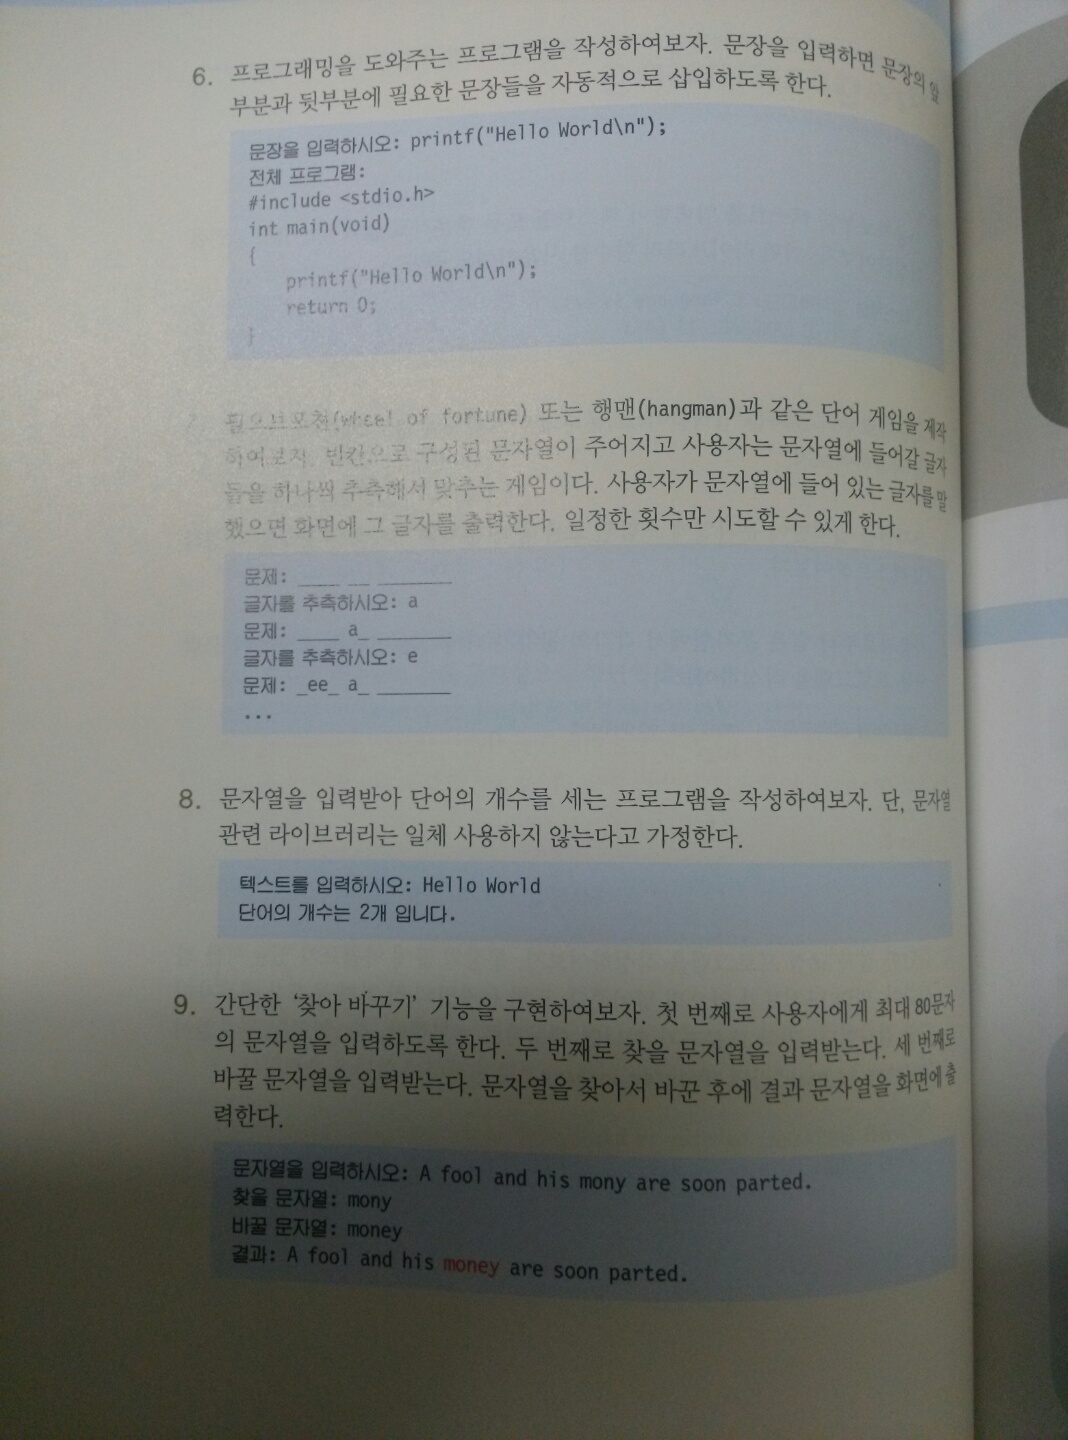 6. 프로그래밍을 도와주는 프로그램을 작성하여보자. 문장을 입력하면 문장의 앞
부분과 뒷부분에 필요한 문장들을 자동적으로 삽입하도록 한다.
문장을 입력하시오: printf("Hello World\n");
전체 프로그램:
#include <stdio.h>
int main(void)
{
printf("Hello World\n");
return 0;
}
(wheel of fortune) 또는 행맨(hangman)과 같은 단어 게임을 제작
하여보자. 빈칸으로 구성된 문자열이 주어지고 사용자는 문자열에 들어갈 글자
들을 하나씩 추측해서 맞추는 게임이다. 사용자가 문자열에 들어 있는 글자를 말
했으면 화면에 그 글자를 출력한다. 일정한 횟수만 시도할 수 있게 한다.
문제: ____ __ _______
글자를 추측하시오: a
문제: ____ a_ _______
글자를 추측하시오: e
문제: _ee_ a_ _______
...
8. 문자열을 입력받아 단어의 개수를 세는 프로그램을 작성하여보자. 단, 문자열
관련 라이브러리는 일체 사용하지 않는다고 가정한다.
텍스트를 입력하시오: Hello World
단어의 개수는 2개 입니다.
9. 간단한 '찾아 바꾸기' 기능을 구현하여보자. 첫 번째로 사용자에게 최대 80문자
의 문자열을 입력하도록 한다. 두 번째로 찾을 문자열을 입력받는다. 세 번째로
바꿀 문자열을 입력받는다. 문자열을 찾아서 바꾼 후에 결과 문자열을 화면에 출
력한다.
문자열을 입력하시오: A fool and his mony are soon parted.
찾을 문자열: mony
바꿀 문자열: money
결과: A fool and his money are soon parted.